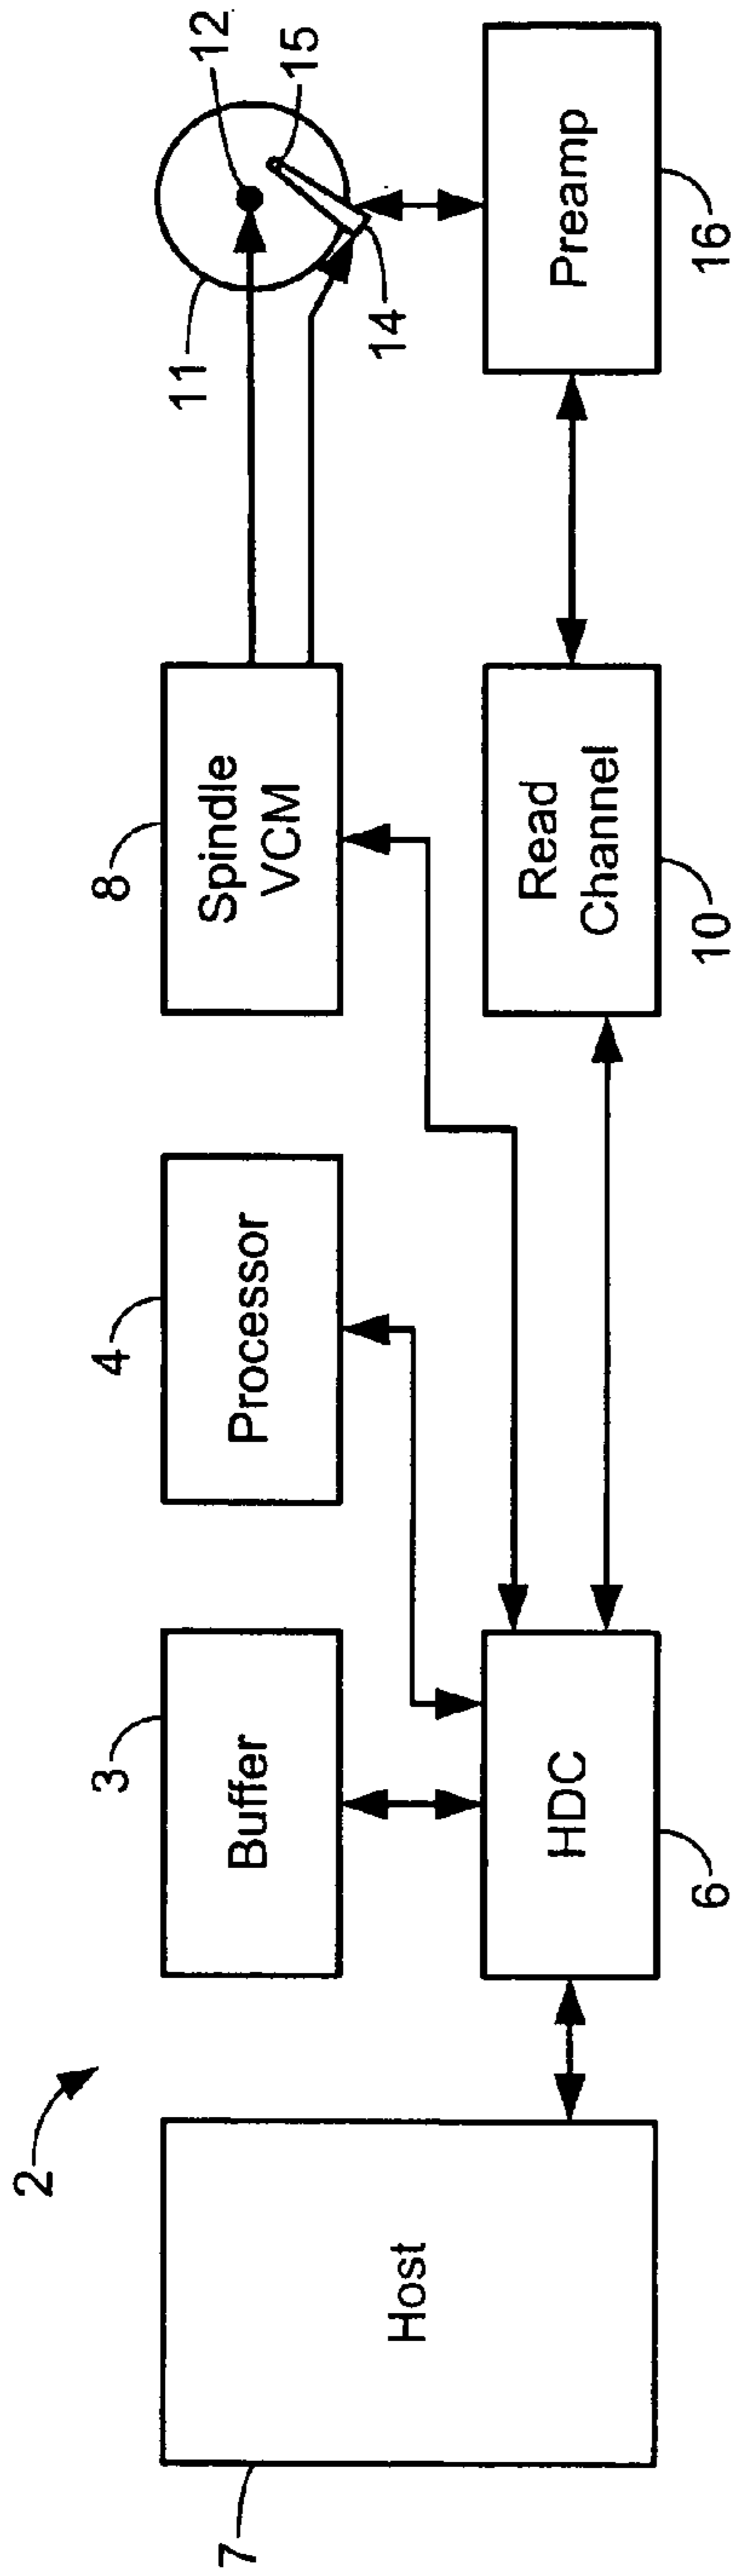 2
7
Host
3
Buffer
4
Processor
8
Spindle
VCM
11
12
15
14
HDC
6
Read
Channel
10
Preamp
16